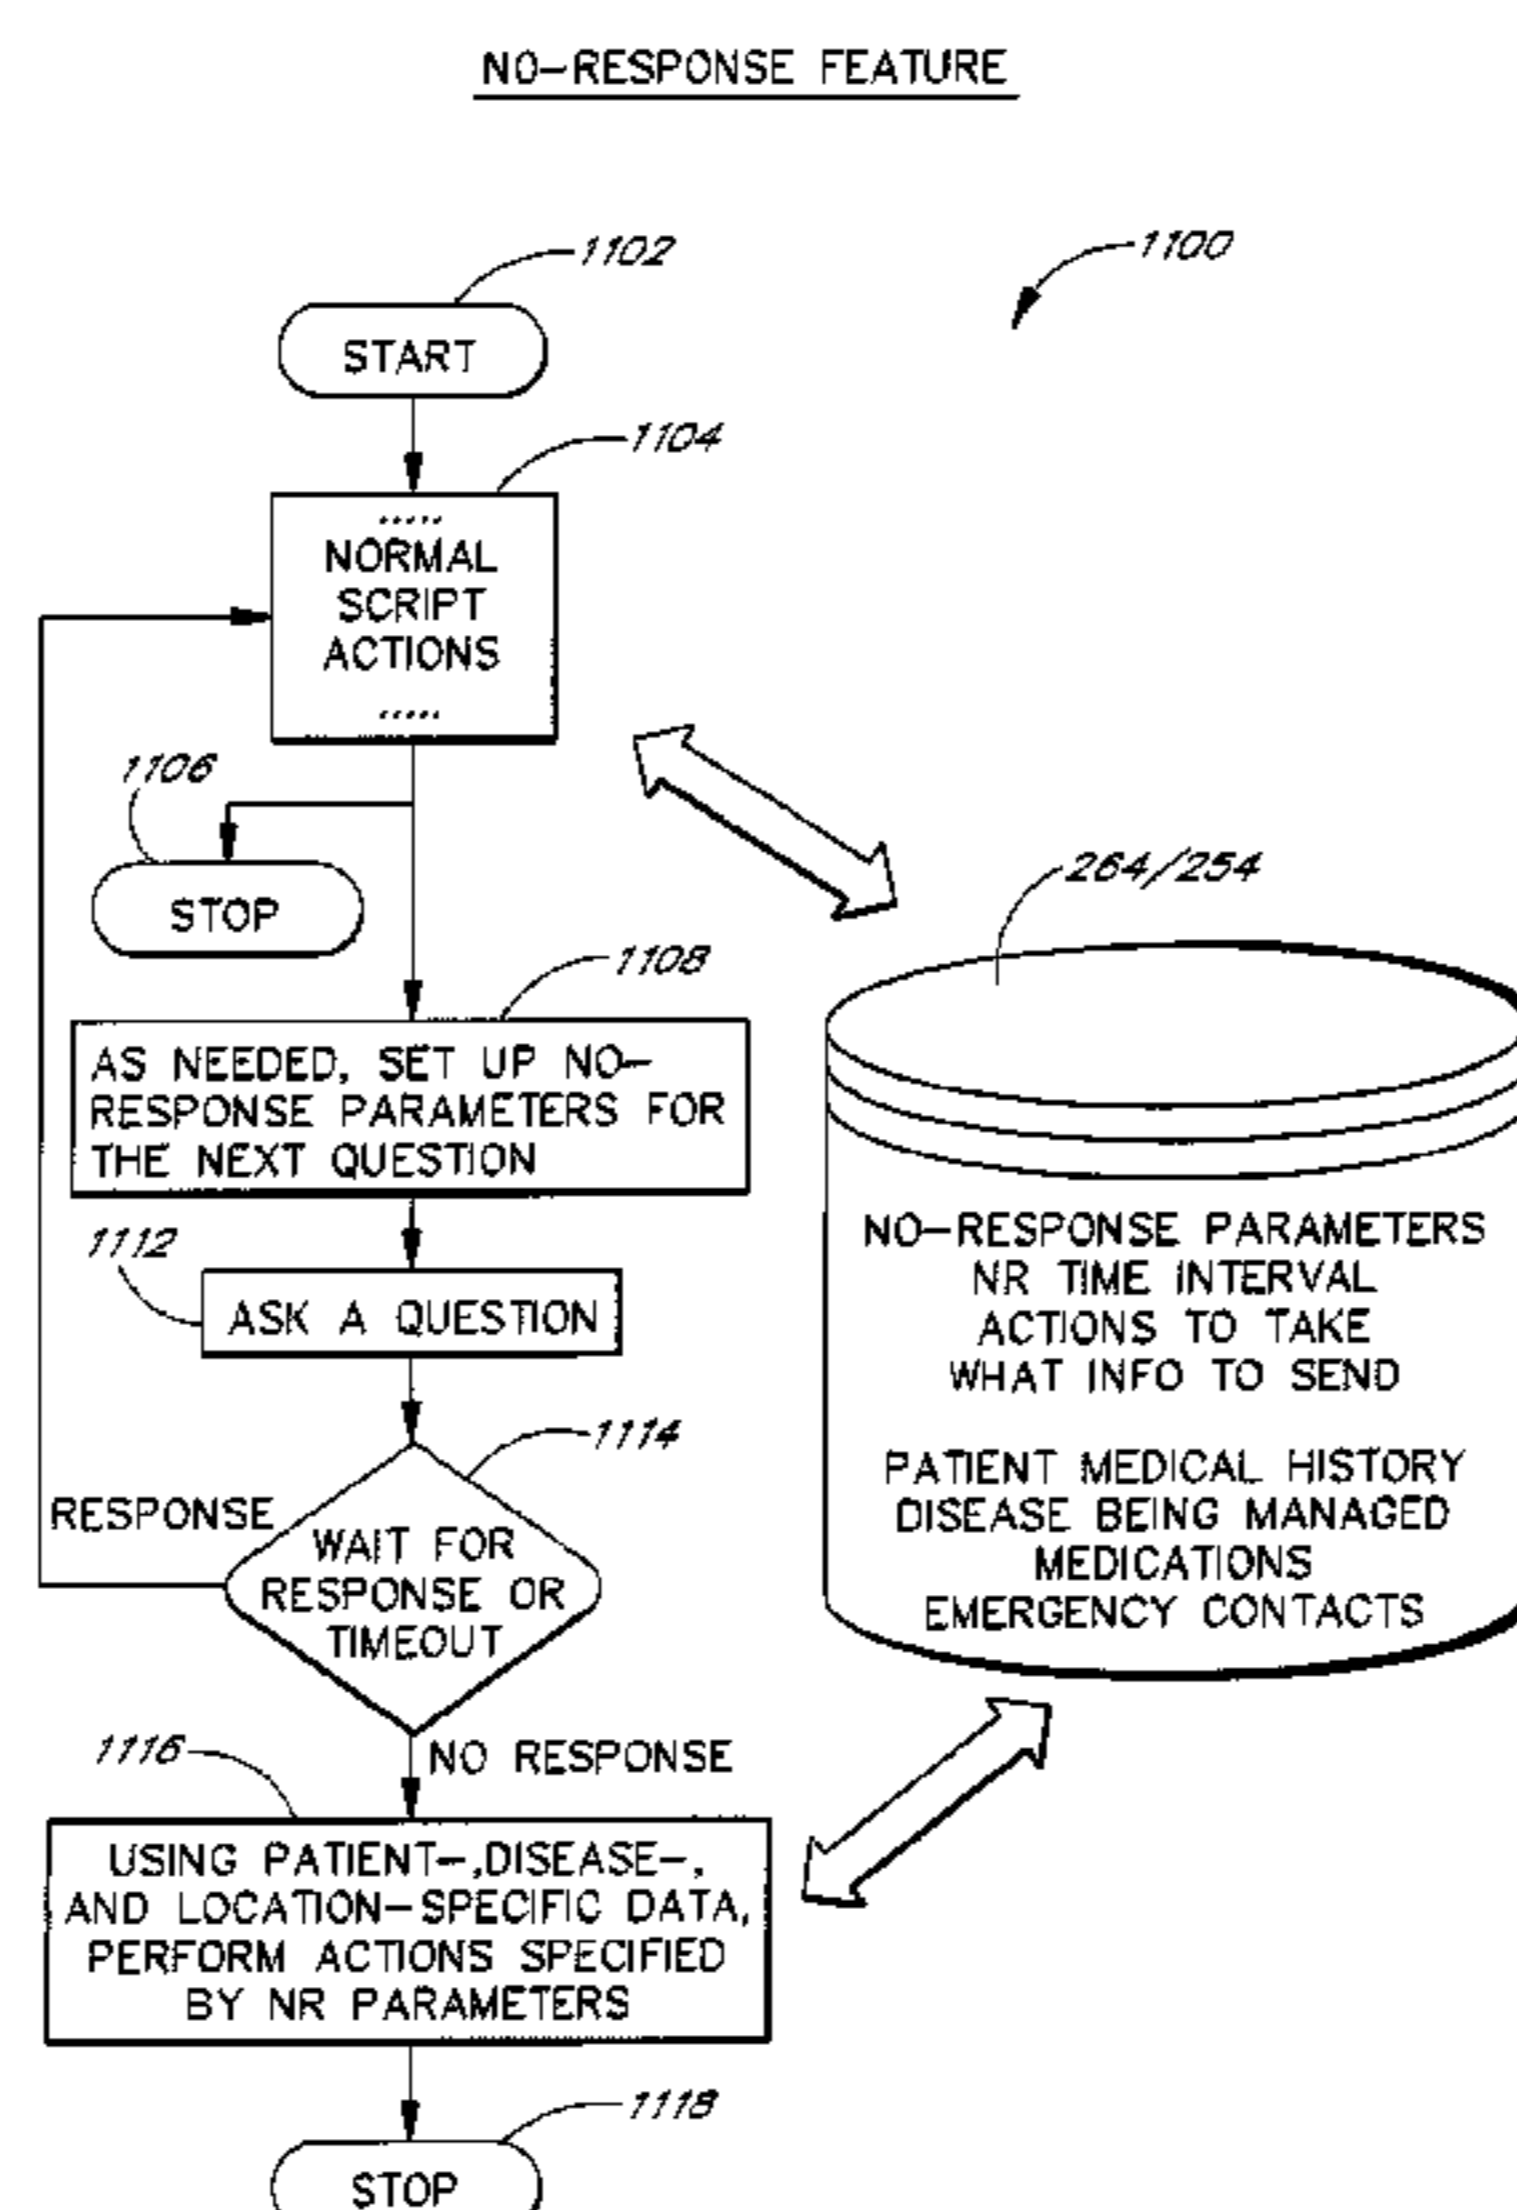 NO-RESPONSE FEATURE
1102
1100
START
1104
.....
NORMAL
SCRIPT
ACTIONS
.....
1106
STOP
264/254
1108
AS NEEDED, SET UP NO-
RESPONSE PARAMETERS FOR
THE NEXT QUESTION
1112
ASK A QUESTION
NO-RESPONSE PARAMETERS
NR TIME INTERVAL
ACTIONS TO TAKE
WHAT INFO TO SEND
PATIENT MEDICAL HISTORY
DISEASE BEING MANAGED
MEDICATIONS
EMERGENCY CONTACTS
1114
RESPONSE
WAIT FOR
RESPONSE OR
TIMEOUT
NO RESPONSE
1116
USING PATIENT-,DISEASE-,
AND LOCATION-SPECIFIC DATA,
PERFORM ACTIONS SPECIFIED
BY NR PARAMETERS
1118
STOP